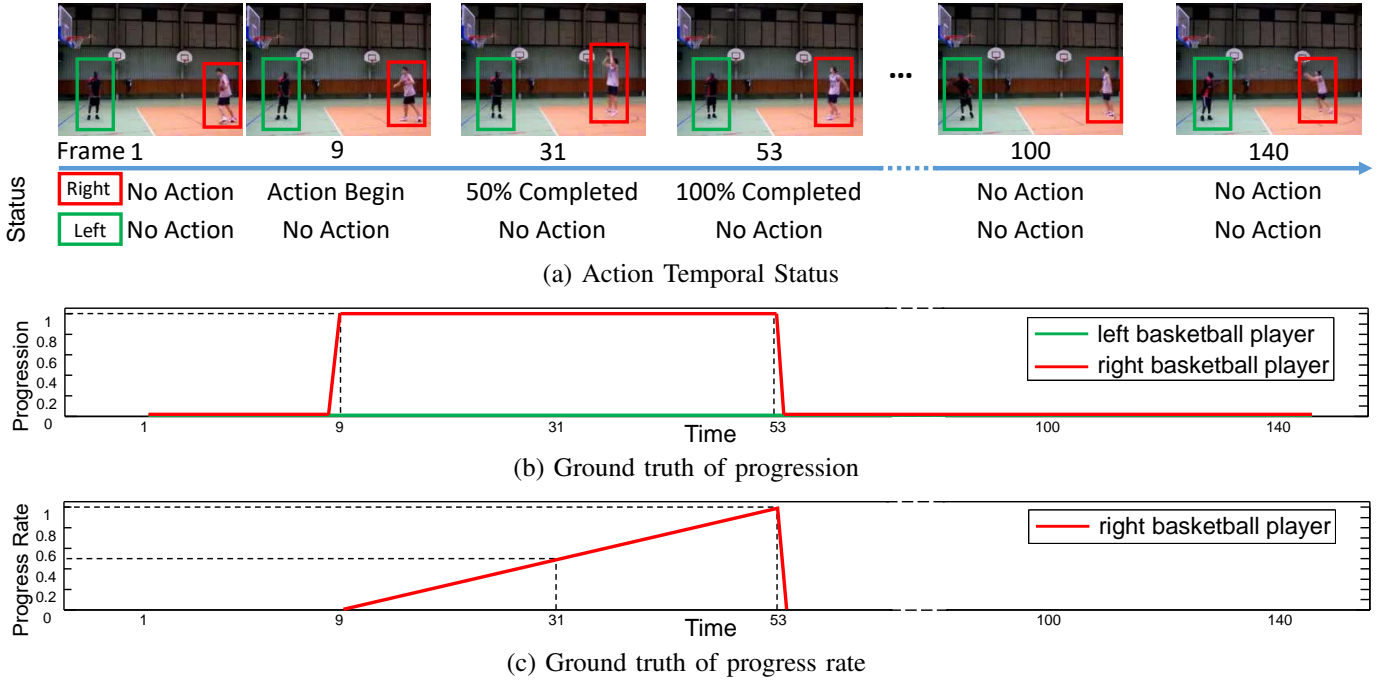 Frame 1 9 31 53 ... 100 140
Status
Right No Action Action Begin 50% Completed 100% Completed No Action No Action
Left No Action No Action No Action No Action No Action No Action
(a) Action Temporal Status
Progression
1
0.8
0.6
0.4
0.2
0
left basketball player
right basketball player
1 9 31 53 100 140
Time
(b) Ground truth of progression
Progress Rate
1
0.8
0.6
0.4
0.2
0
right basketball player
1 9 31 53 100 140
Time
(c) Ground truth of progress rate